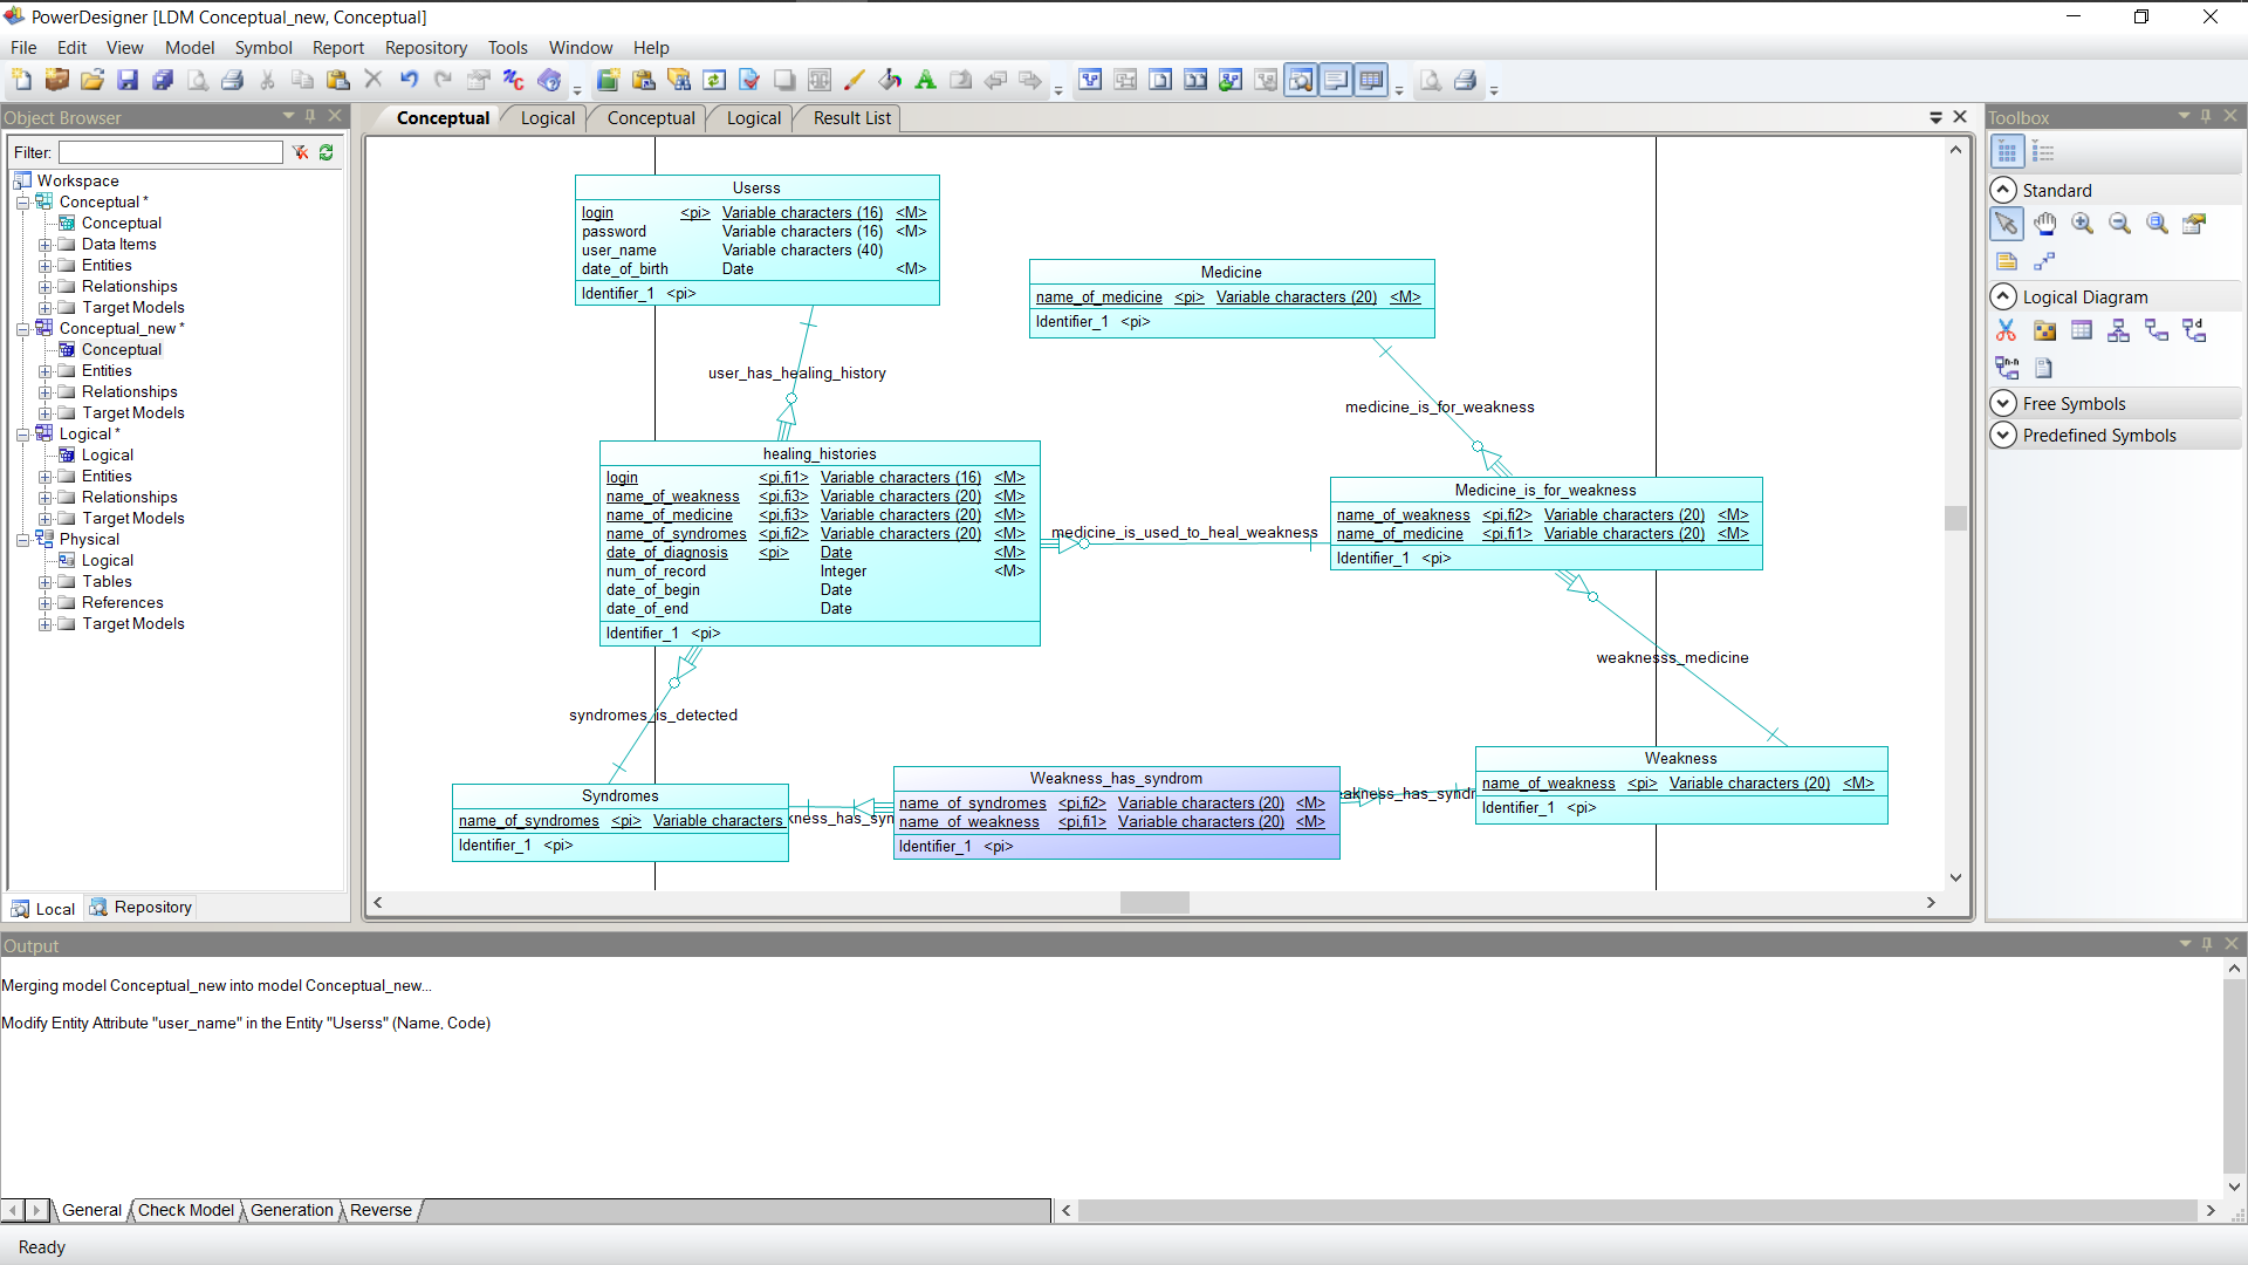 PowerDesigner [LDM Conceptual_new, Conceptual]
File Edit View Model Symbol Report Repository Tools Window Help
Object Browser
Filter:
Workspace
Conceptual *
Conceptual
Data Items
Entities
Relationships
Target Models
Conceptual_new *
Conceptual
Entities
Relationships
Target Models
Logical *
Logical
Entities
Relationships
Target Models
Physical
Logical
Tables
References
Target Models
Local Repository
Conceptual Logical Conceptual Logical Result List
Userss
login <pi> Variable characters (16) <M>
password Variable characters (16) <M>
user_name Variable characters (40)
date_of_birth Date <M>
Identifier_1 <pi>
Medicine
name_of_medicine <pi> Variable characters (20) <M>
Identifier_1 <pi>
user_has_healing_history
medicine_is_for_weakness
healing_histories
login <pi,fi1> Variable characters (16) <M>
name_of_weakness <pi,fi3> Variable characters (20) <M>
name_of_medicine <pi,fi3> Variable characters (20) <M>
name_of_syndromes <pi,fi2> Variable characters (20) <M>
date_of_diagnosis <pi> Date <M>
num_of_record Integer <M>
date_of_begin Date
date_of_end Date
Identifier_1 <pi>
medicine_is_used_to_heal_weakness
Medicine_is_for_weakness
name_of_weakness <pi,fi2> Variable characters (20) <M>
name_of_medicine <pi,fi1> Variable characters (20) <M>
Identifier_1 <pi>
weaknesss_medicine
syndromes_is_detected
Syndromes
name_of_syndromes <pi> Variable characters
Identifier_1 <pi>
kness_has_syn
Weakness_has_syndrom
name_of_syndromes <pi,fi2> Variable characters (20) <M>
name_of_weakness <pi,fi1> Variable characters (20) <M>
Identifier_1 <pi>
eakness_has_syndr
Weakness
name_of_weakness <pi> Variable characters (20) <M>
Identifier_1 <pi>
Toolbox
Standard
Logical Diagram
Free Symbols
Predefined Symbols
Output
Merging model Conceptual_new into model Conceptual_new...
Modify Entity Attribute "user_name" in the Entity "Userss" (Name, Code)
General Check Model Generation Reverse
Ready